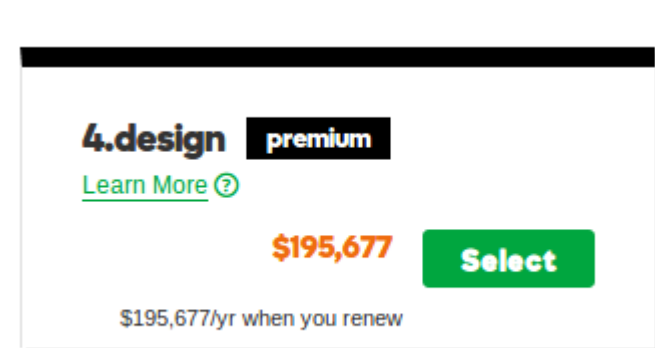 4.design premium
Learn More ?
$195,677 Select
$195,677/yr when you renew